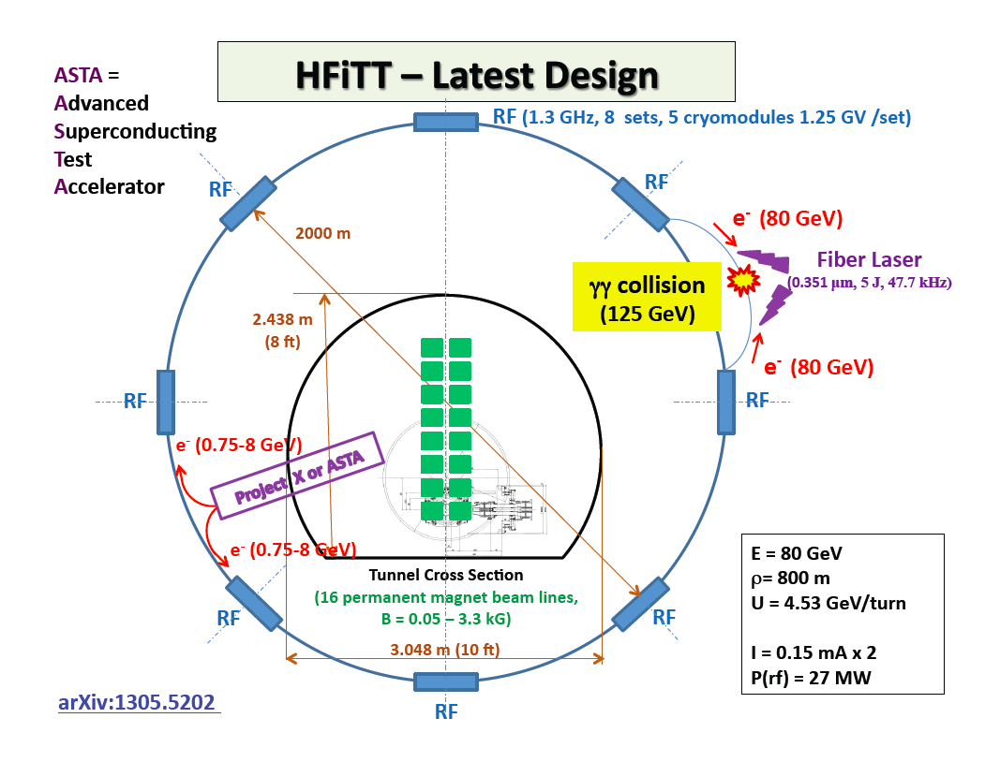 HFiTT – Latest Design
ASTA =
Advanced
Superconducting
Test
Accelerator
RF (1.3 GHz, 8 sets, 5 cryomodules 1.25 GV /set)
RF
RF
e- (80 GeV)
2000 m
Fiber Laser
(0.351 μm, 5 J, 47.7 kHz)
γγ collision
(125 GeV)
2.438 m
(8 ft)
e- (80 GeV)
RF
RF
e- (0.75-8 GeV)
Project X or ASTA
e- (0.75-8 GeV)
Tunnel Cross Section
(16 permanent magnet beam lines,
B = 0.05 – 3.3 kG)
RF
RF
3.048 m (10 ft)
E = 80 GeV
ρ= 800 m
U = 4.53 GeV/turn
I = 0.15 mA x 2
P(rf) = 27 MW
arXiv:1305.5202
RF